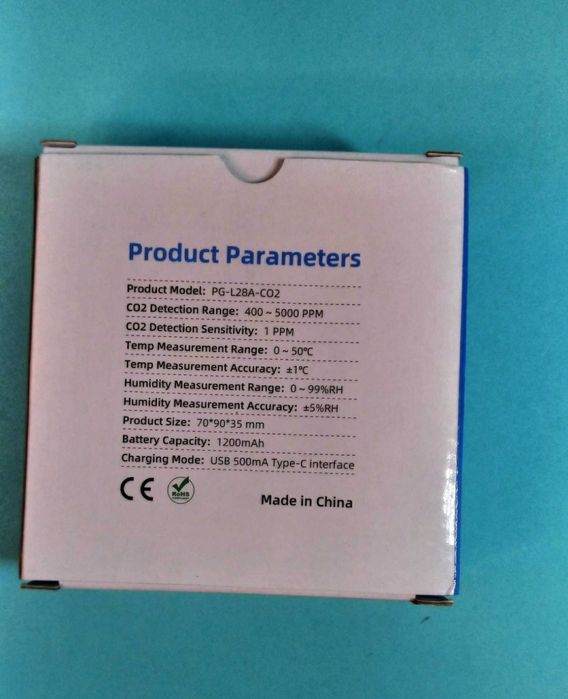 Product Parameters
Product Model: PG-L28A-CO2
CO2 Detection Range: 400 ~ 5000 PPM
CO2 Detection Sensitivity: 1 PPM
Temp Measurement Range: 0 ~ 50℃
Temp Measurement Accuracy: ±1℃
Humidity Measurement Range: 0 ~ 99%RH
Humidity Measurement Accuracy: ±5%RH
Product Size: 70*90*35 mm
Battery Capacity: 1200mAh
Charging Mode: USB 500mA Type-C interface
CE RoHS Made in China